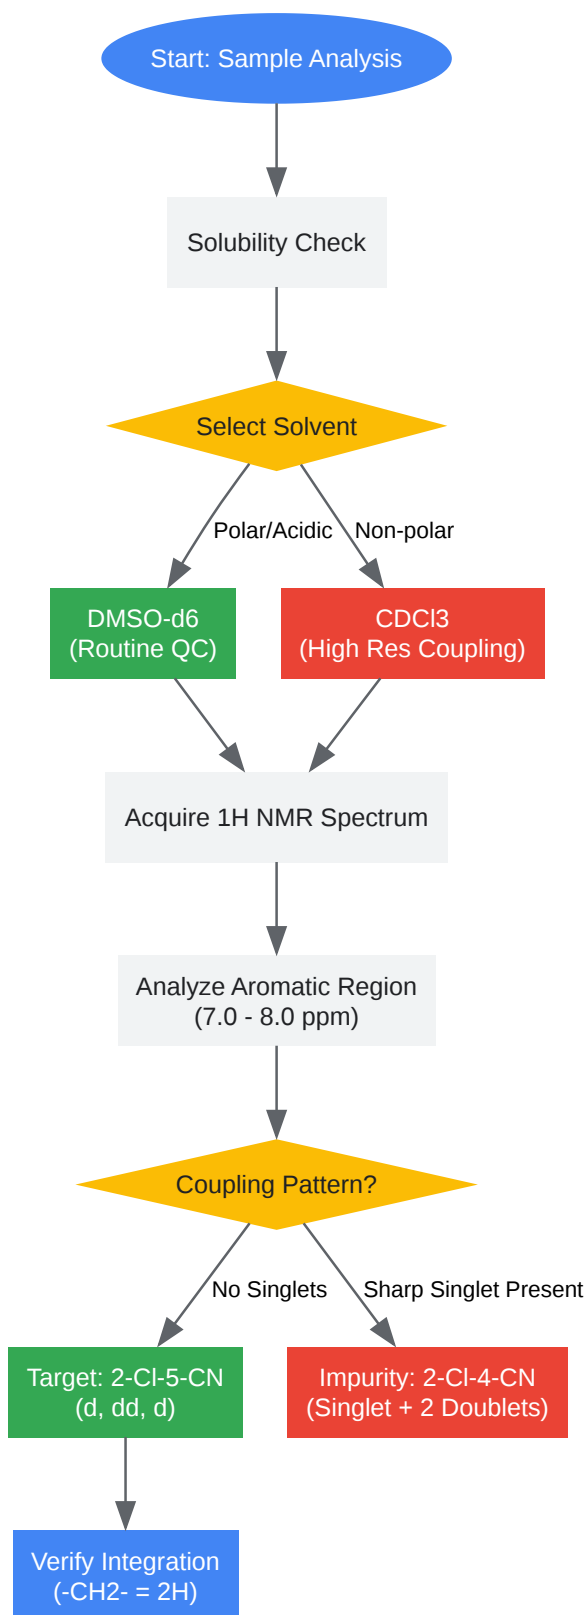 Start: Sample Analysis
Solubility Check
Select Solvent
Polar/Acidic
Non-polar
DMSO-d6
(Routine QC)
CDCl3
(High Res Coupling)
Acquire 1H NMR Spectrum
Analyze Aromatic Region
(7.0 - 8.0 ppm)
Coupling Pattern?
No Singlets
Sharp Singlet Present
Target: 2-Cl-5-CN
(d, dd, d)
Impurity: 2-Cl-4-CN
(Singlet + 2 Doublets)
Verify Integration
(-CH2- = 2H)